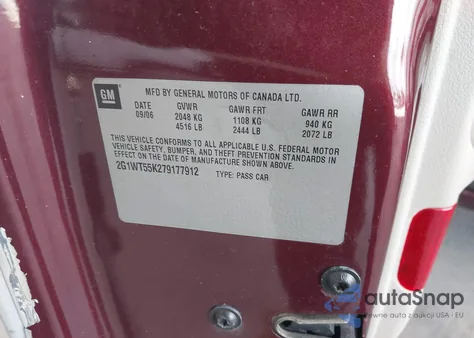 GM
MFD BY GENERAL MOTORS OF CANADA LTD.
DATE GVWR GAWR FRT GAWR RR
09/06 2048 KG 1108 KG 940 KG
4516 LB 2444 LB 2072 LB
THIS VEHICLE CONFORMS TO ALL APPLICABLE U.S. FEDERAL MOTOR
VEHICLE SAFETY, BUMPER, AND THEFT PREVENTION STANDARDS IN
EFFECT ON THE DATE OF MANUFACTURE SHOWN ABOVE.
2G1WT55K279177912 TYPE: PASS CAR
autaSnap
Twoje auto z aukcji USA - EU